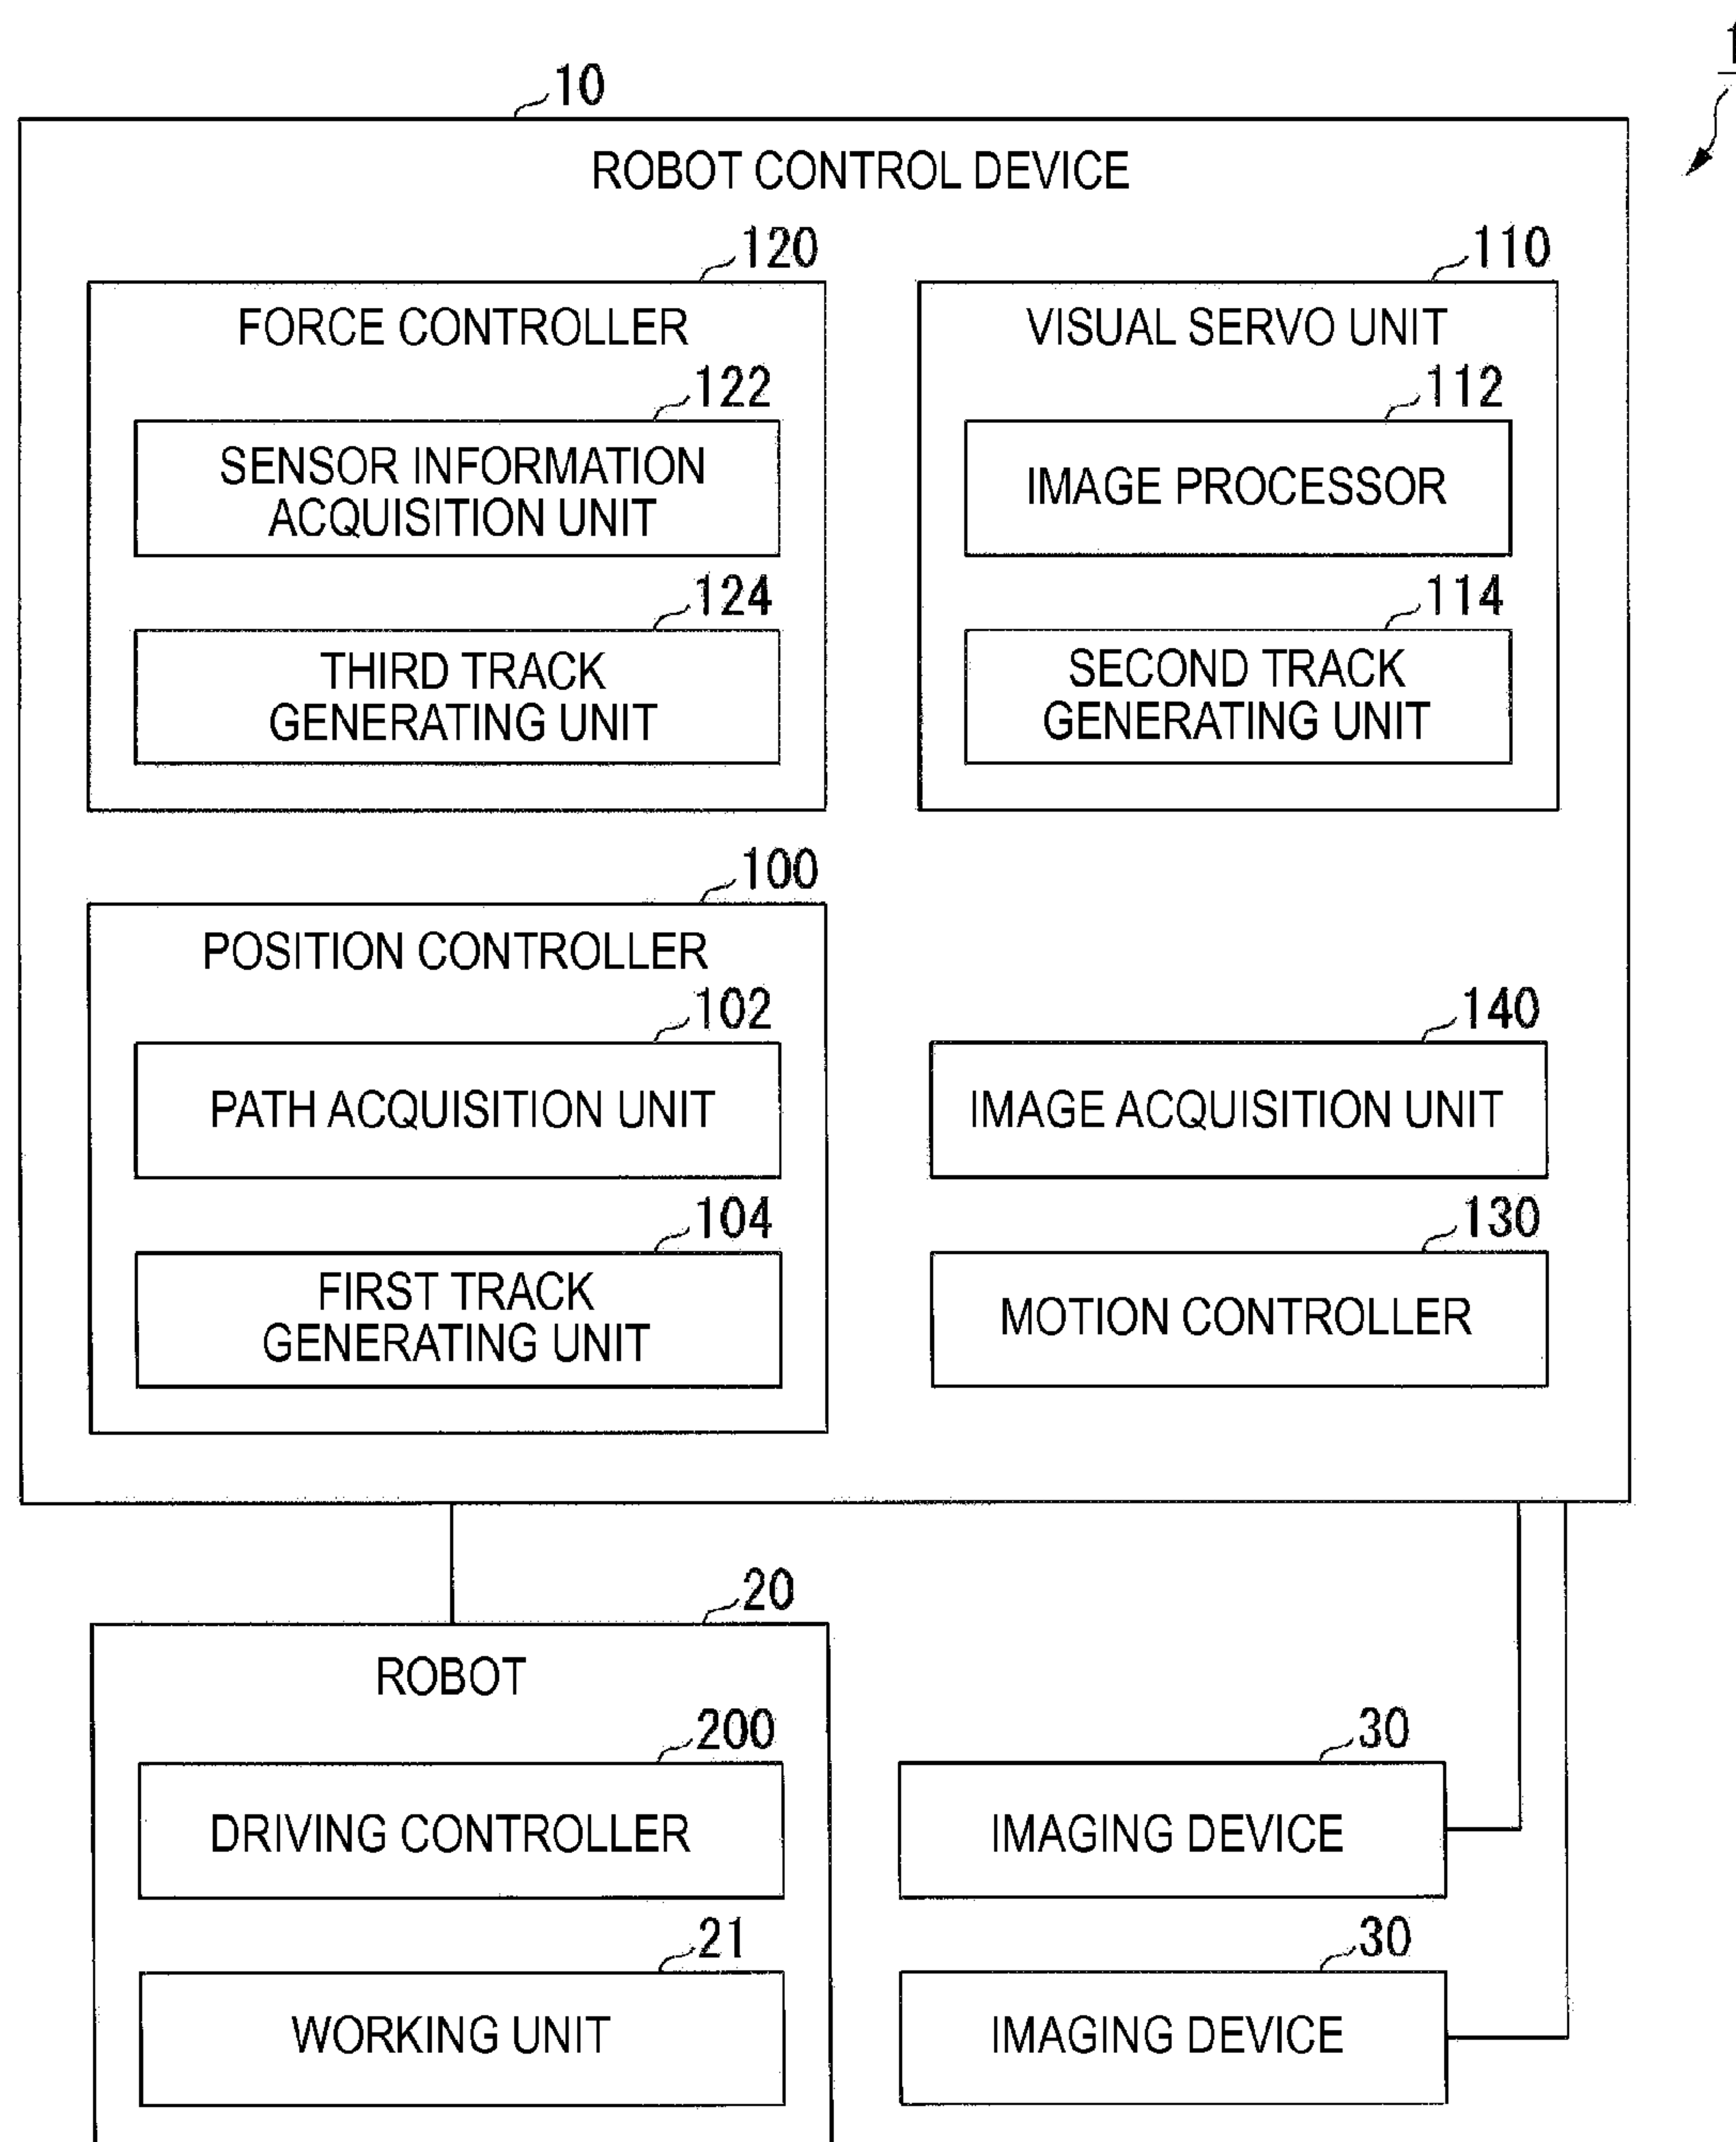 1
10
ROBOT CONTROL DEVICE
120
FORCE CONTROLLER
122
SENSOR INFORMATION
ACQUISITION UNIT
124
THIRD TRACK
GENERATING UNIT
110
VISUAL SERVO UNIT
112
IMAGE PROCESSOR
114
SECOND TRACK
GENERATING UNIT
100
POSITION CONTROLLER
102
PATH ACQUISITION UNIT
104
FIRST TRACK
GENERATING UNIT
140
IMAGE ACQUISITION UNIT
130
MOTION CONTROLLER
20
ROBOT
200
DRIVING CONTROLLER
21
WORKING UNIT
30
IMAGING DEVICE
30
IMAGING DEVICE